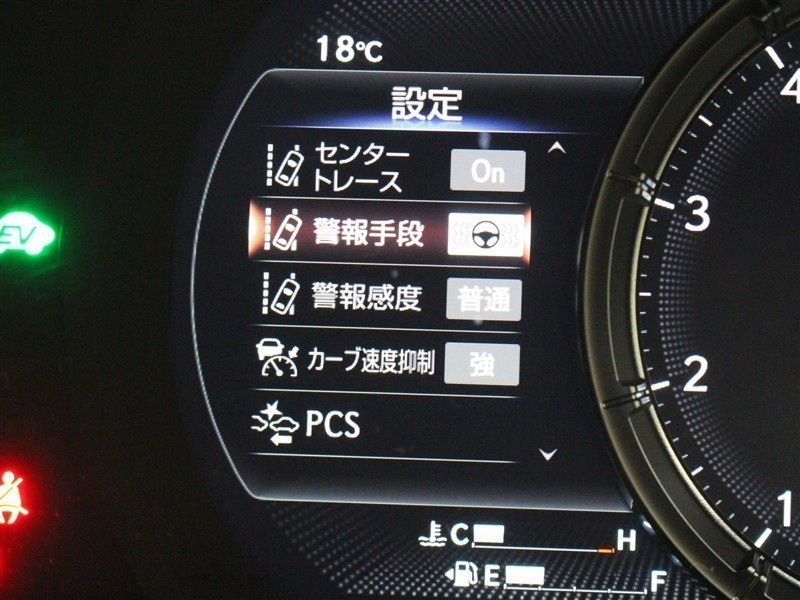 18℃
設定
センター
トレース
On
警報手段
警報感度
普通
カーブ速度抑制
強
PCS
EV
4
3
2
1
C
H
E
F